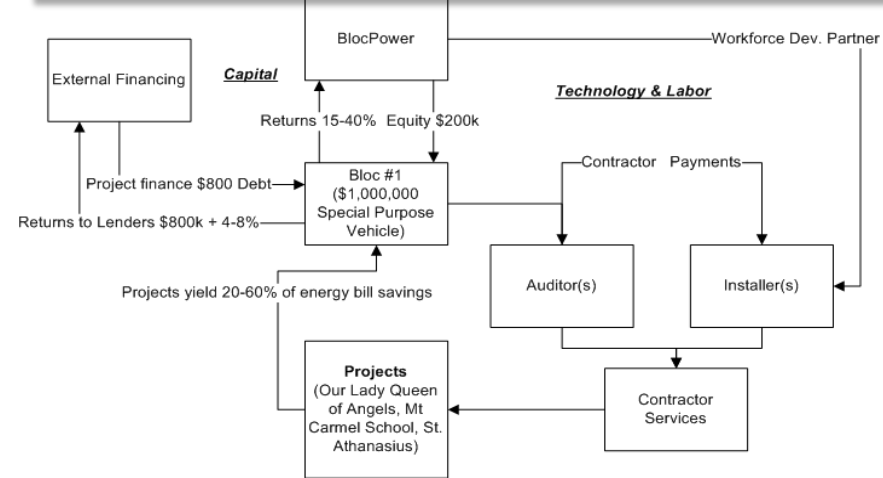 BlocPower
Workforce Dev. Partner
External Financing
Capital
Technology & Labor
Returns 15-40%
Equity $200k
Bloc #1
($1,000,000
Special Purpose
Vehicle)
Contractor Payments
Project finance $800 Debt
Returns to Lenders $800k + 4-8%
Auditor(s)
Installer(s)
Projects yield 20-60% of energy bill savings
Projects
(Our Lady Queen
of Angels, Mt
Carmel School, St.
Athanasius)
Contractor
Services